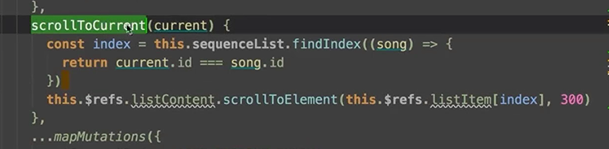 },
scrollToCurrent(current) {
const index = this.sequenceList.findIndex((song) => {
return current.id === song.id
})
this.$refs.listContent.scrollToElement(this.$refs.listItem[index], 300)
},
...mapMutations({